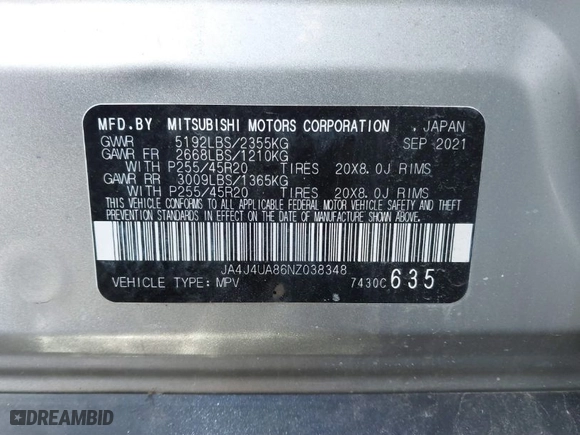 MFD.BY MITSUBISHI MOTORS CORPORATION JAPAN
GVWR 5192LBS/2355KG SEP 2021
GAWR FR 2668LBS/1210KG
WITH P255/45R20 TIRES 20X8.0J RIMS
GAWR RR 3009LBS/1365KG
WITH P255/45R20 TIRES 20X8.0J RIMS
THIS VEHICLE CONFORMS TO ALL APPLICABLE FEDERAL MOTOR VEHICLE SAFETY AND
THEFT PREVENTION STANDARDS IN EFFECT ON THE DATE OF MANUFACTURE SHOWN ABOVE.
JA4J4UA86NZ038348
VEHICLE TYPE: MPV 7430C 635
DREAMBID